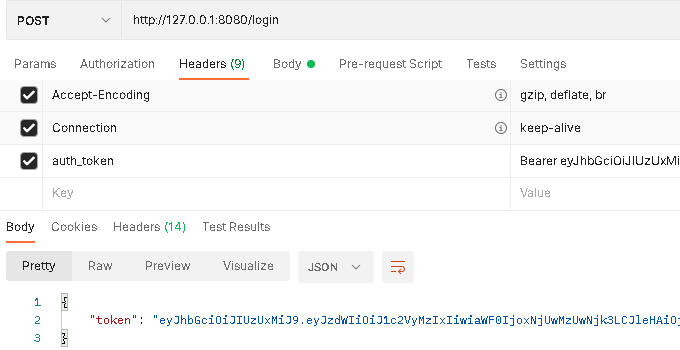 POST http://127.0.0.1:8080/login
Params Authorization Headers (9) Body Pre-request Script Tests Settings
Accept-Encoding gzip, deflate, br
Connection keep-alive
auth_token Bearer eyJhbGciOiJIUzUxMi
Key Value
Body Cookies Headers (14) Test Results
Pretty Raw Preview Visualize JSON
1 {
2 "token": "eyJhbGciOiJIUzUxMiJ9.eyJzdWIiOiJ1c2VyMzIxIiwiaWF0IjoxNjUwMzUwNjk3LCJleHAiOj
3 }